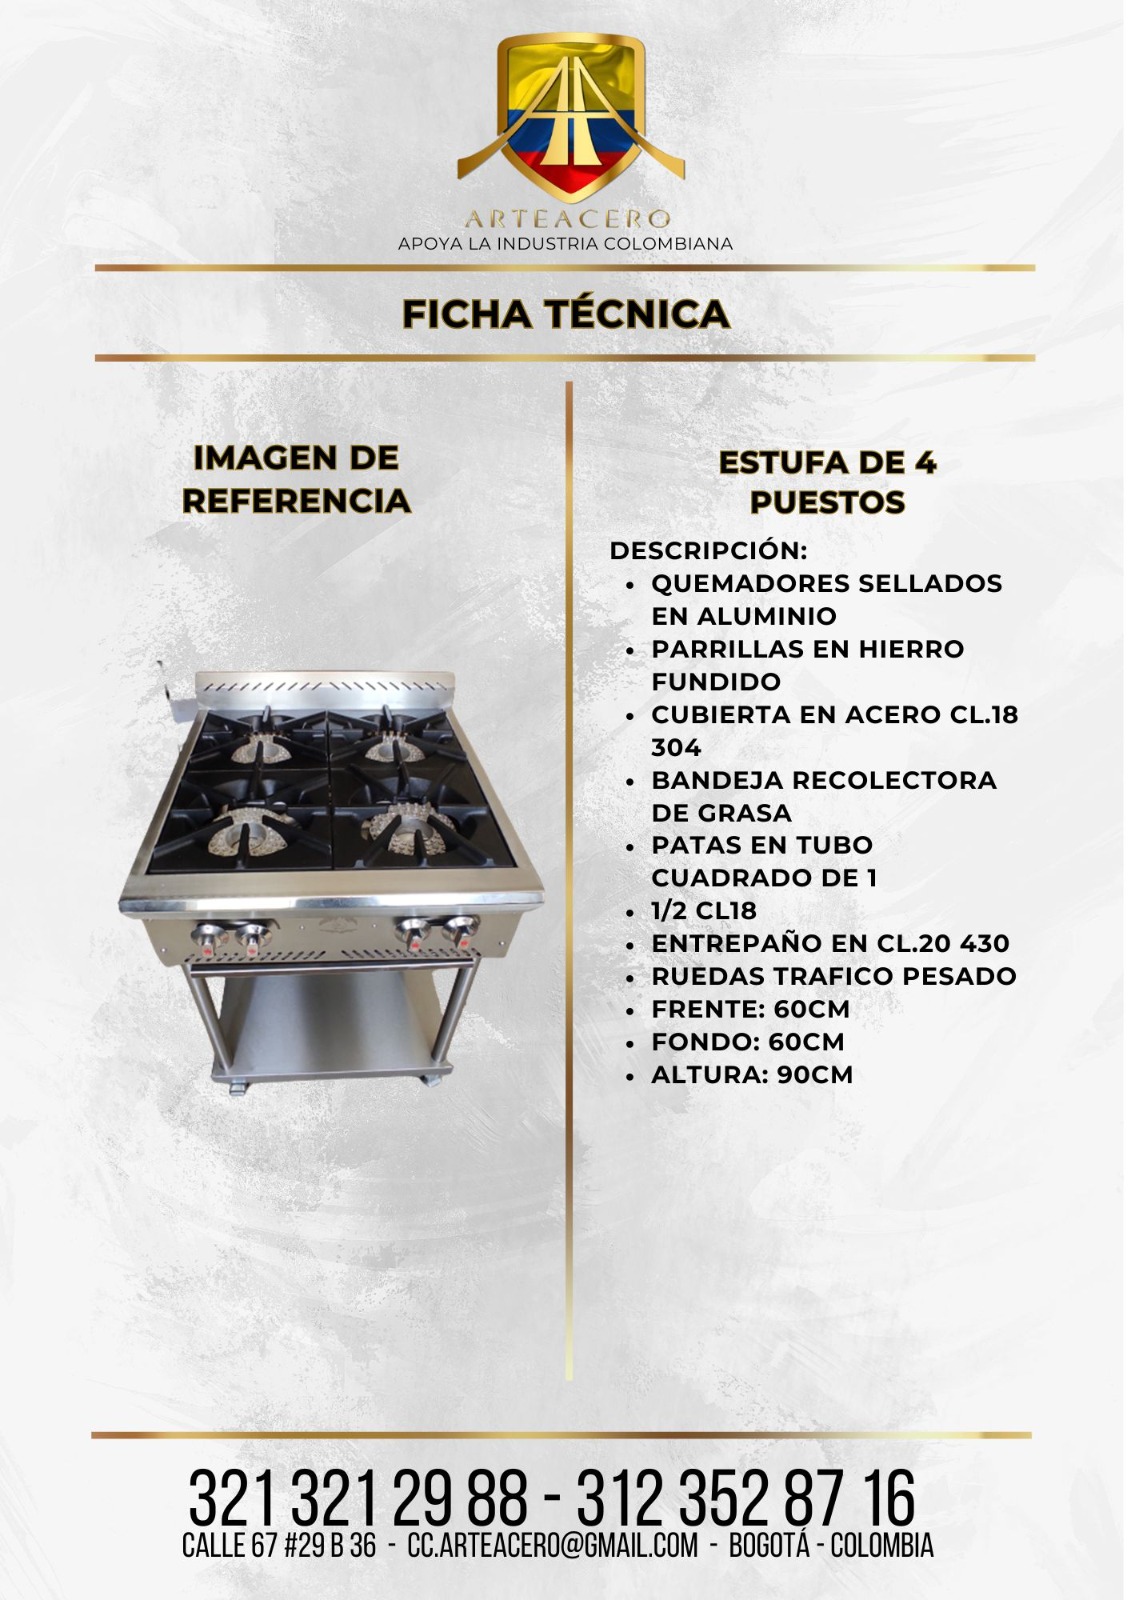 ARTEACERO
APOYA LA INDUSTRIA COLOMBIANA
FICHA TÉCNICA
IMAGEN DE
REFERENCIA
ESTUFA DE 4
PUESTOS
DESCRIPCIÓN:
• QUEMADORES SELLADOS
EN ALUMINIO
• PARRILLAS EN HIERRO
FUNDIDO
• CUBIERTA EN ACERO CL.18
304
• BANDEJA RECOLECTORA
DE GRASA
• PATAS EN TUBO
CUADRADO DE 1
• 1/2 CL18
• ENTREPAÑO EN CL.20 430
• RUEDAS TRAFICO PESADO
• FRENTE: 60CM
• FONDO: 60CM
• ALTURA: 90CM
321 321 29 88 - 312 352 87 16
CALLE 67 #29 B 36 - CC.ARTEACERO@GMAIL.COM - BOGOTÁ - COLOMBIA